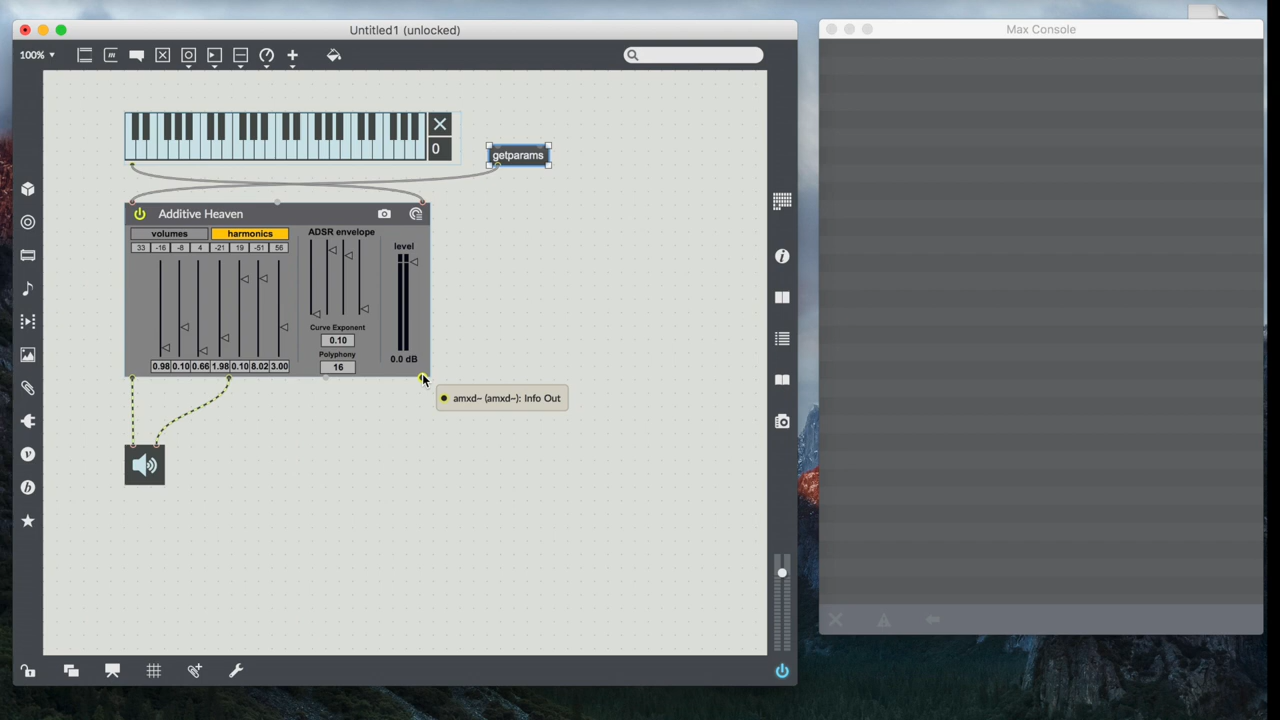 Untitled1 (unlocked)
Max Console
100%
0
getparams
Additive Heaven
volumes
harmonics
ADSR envelope
33 -16 -8 4 -21 19 -51 56
level
Curve Exponent
0.10
Polyphony
16
0.0 dB
0.98 0.10 0.66 1.98 0.10 8.02 3.00
amxd~ (amxd~): Info Out